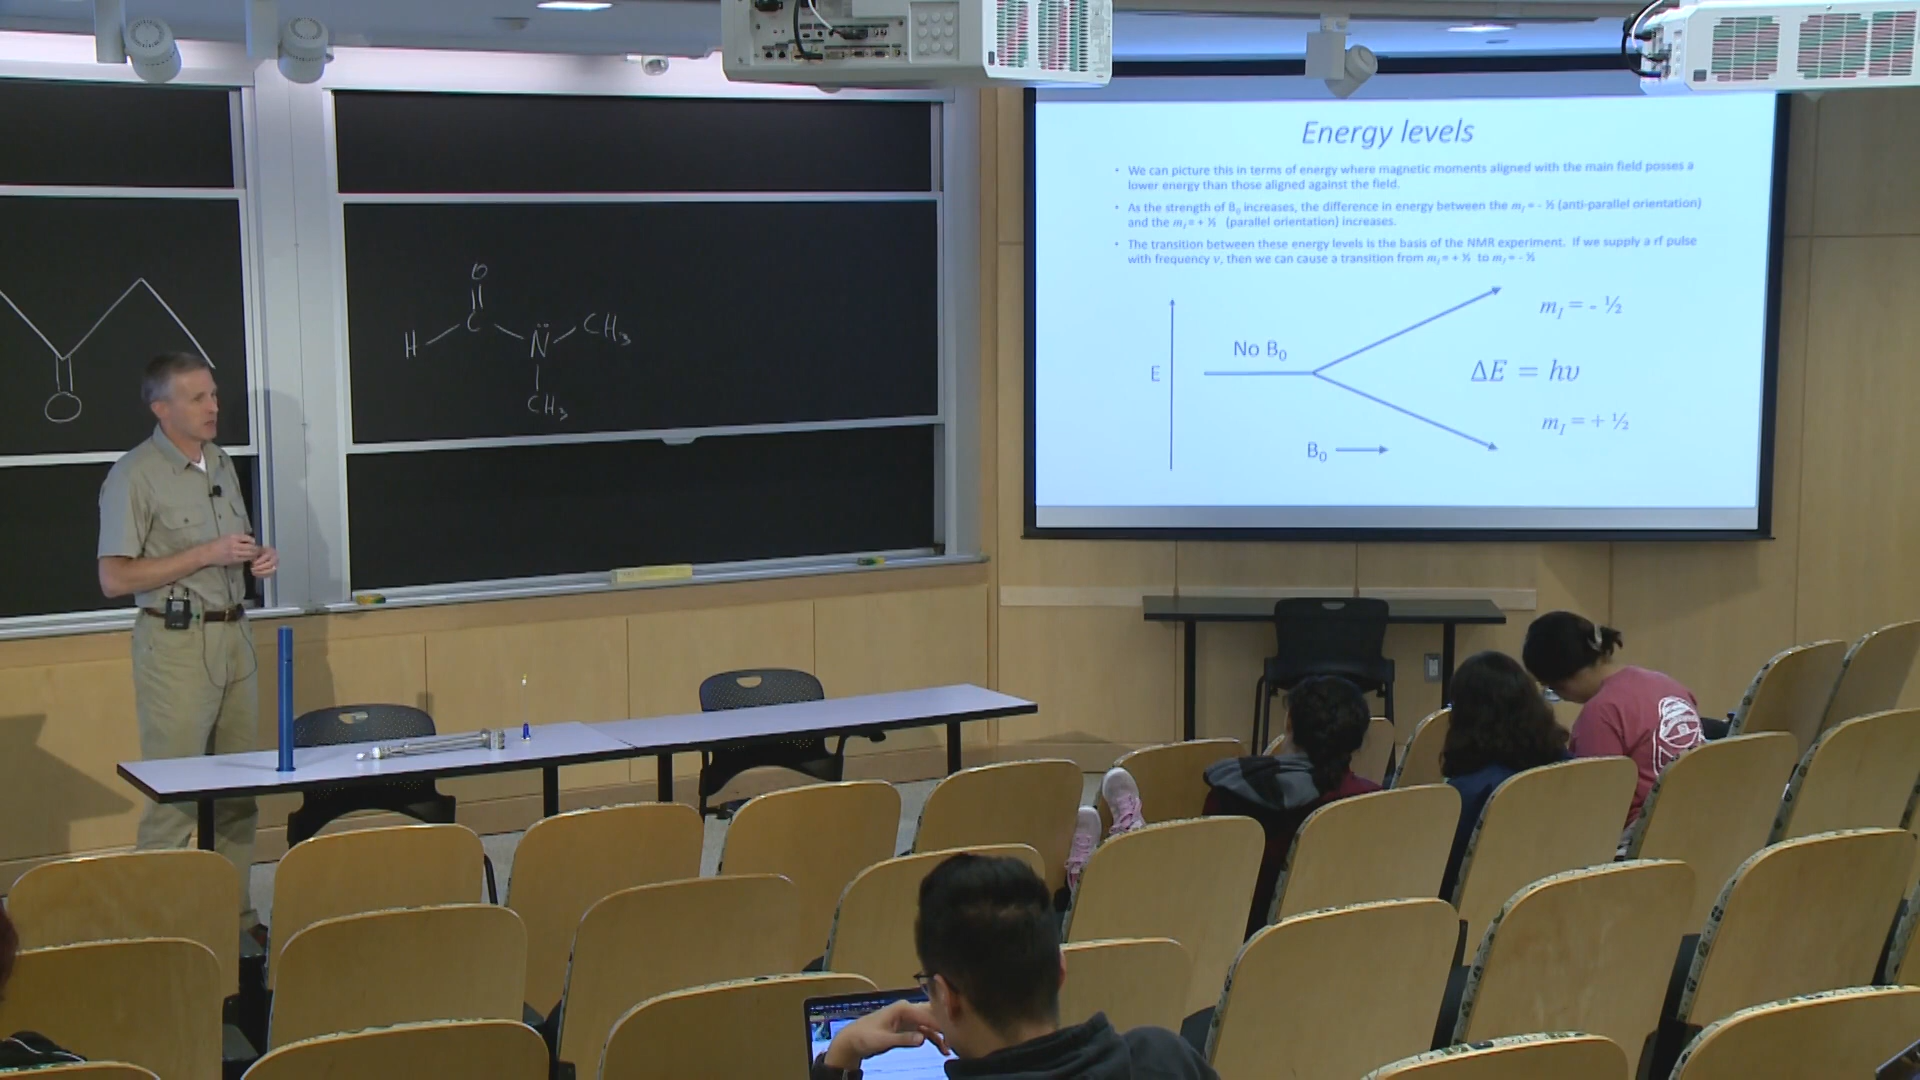 O
O
||
H C N̈ CH₃
CH₃
Energy levels
• We can picture this in terms of energy where magnetic moments aligned with the main field posses a
lower energy than those aligned against the field.
• As the strength of B₀ increases, the difference in energy between the mI = - ½ (anti-parallel orientation)
and the mI = + ½ (parallel orientation) increases.
• The transition between these energy levels is the basis of the NMR experiment. If we supply a rf pulse
with frequency v, then we can cause a transition from mI = + ½ to mI = - ½
mI = - ½
No B₀
E
ΔE = hυ
mI = + ½
B₀